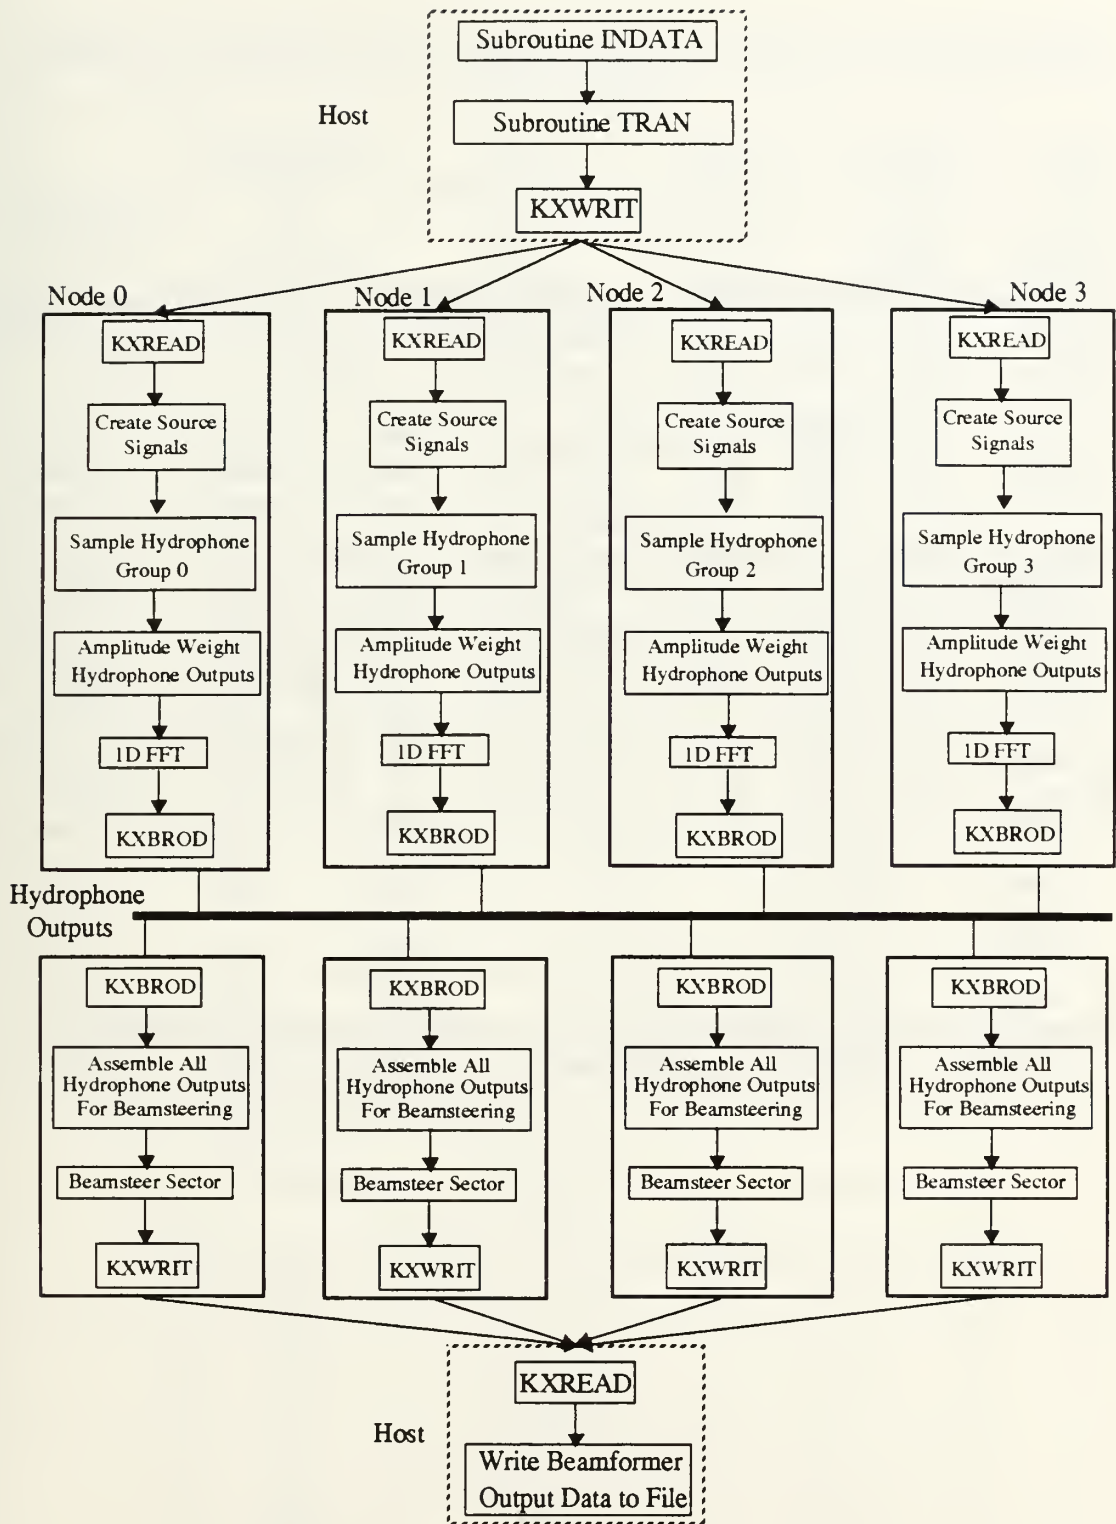 Subroutine INDATA
Host
Subroutine TRAN
KXWRIT
Node 0
Node 1
Node 2
Node 3
KXREAD
KXREAD
KXREAD
KXREAD
Create Source
Signals
Create Source
Signals
Create Source
Signals
Create Source
Signals
Sample Hydrophone
Group 0
Sample Hydrophone
Group 1
Sample Hydrophone
Group 2
Sample Hydrophone
Group 3
Amplitude Weight
Hydrophone Outputs
Amplitude Weight
Hydrophone Outputs
Amplitude Weight
Hydrophone Outputs
Amplitude Weight
Hydrophone Outputs
1D FFT
1D FFT
1D FFT
1D FFT
KXBROD
KXBROD
KXBROD
KXBROD
Hydrophone
Outputs
KXBROD
KXBROD
KXBROD
KXBROD
Assemble All
Hydrophone Outputs
For Beamsteering
Assemble All
Hydrophone Outputs
For Beamsteering
Assemble All
Hydrophone Outputs
For Beamsteering
Assemble All
Hydrophone Outputs
For Beamsteering
Beamsteer Sector
Beamsteer Sector
Beamsteer Sector
Beamsteer Sector
KXWRIT
KXWRIT
KXWRIT
KXWRIT
KXREAD
Host
Write Beamformer
Output Data to File